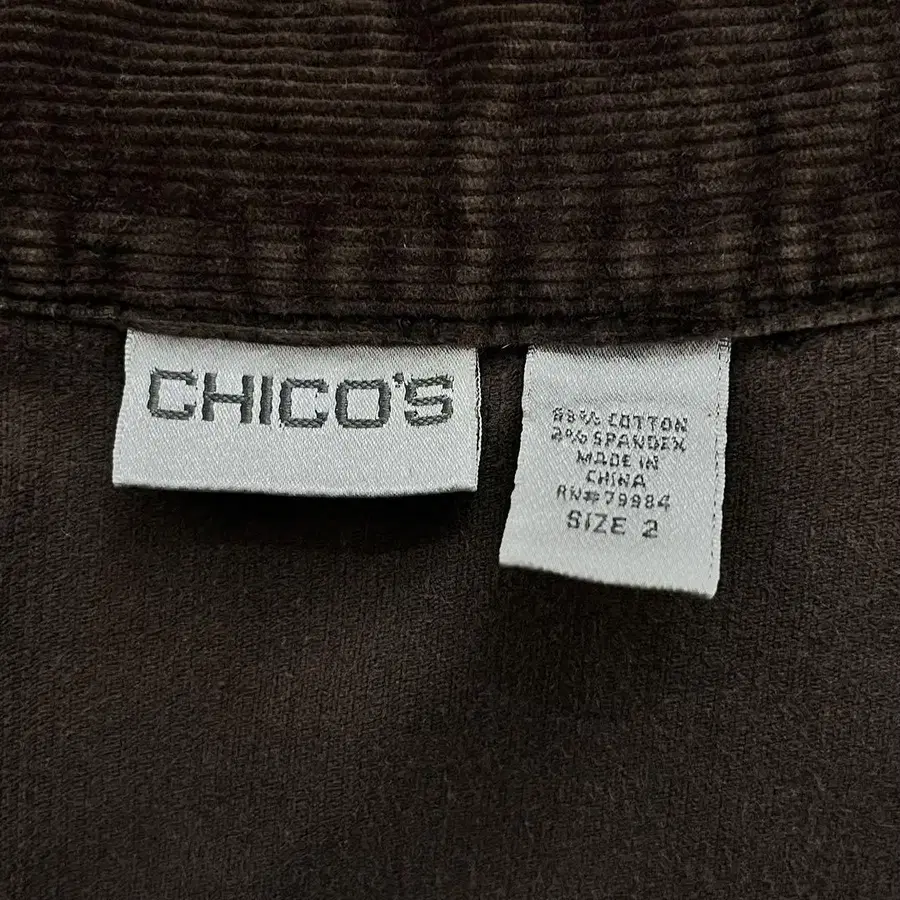 CHICO'S
98% COTTON
2% SPANDEX
MADE IN
CHINA
RN#79984
SIZE 2